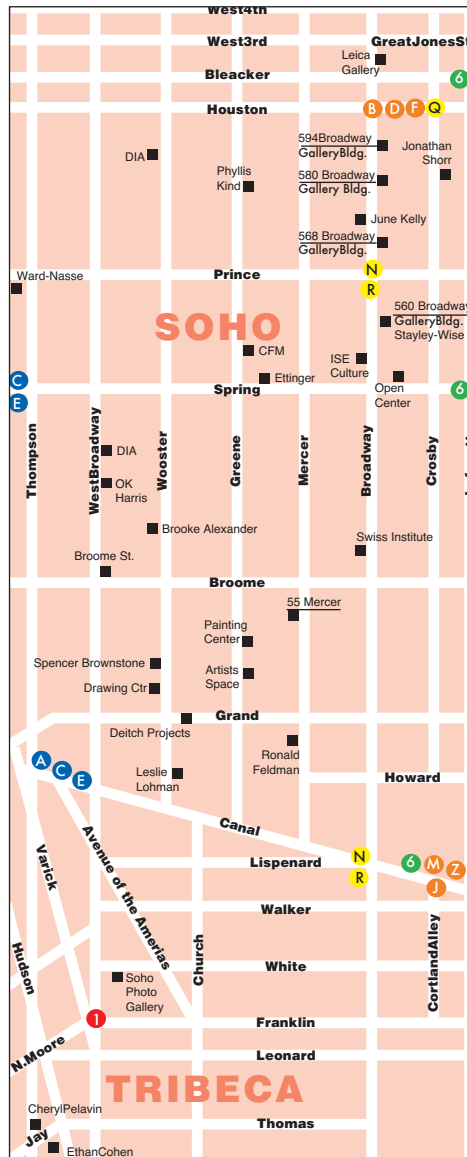 West4th
West3rd
GreatJonesSt
Leica
Gallery
Bleacker
6
Houston
B D F Q
594Broadway
GalleryBldg.
DIA
Jonathan
Shorr
Phyllis
Kind
580 Broadway
Gallery Bldg.
June Kelly
568 Broadway
GalleryBldg.
Ward-Nasse
Prince
N
R
560 Broadway
GalleryBldg.
Stayley-Wise
SOHO
CFM
ISE
Culture
C
E
Ettinger
Spring
Open
Center
6
Thompson
WestBroadway
Wooster
Greene
Mercer
Broadway
Crosby
DIA
OK
Harris
Brooke Alexander
Swiss Institute
Broome St.
Broome
55 Mercer
Painting
Center
Spencer Brownstone
Artists
Space
Drawing Ctr
Grand
Deitch Projects
Ronald
Feldman
A C E
Leslie
Lohman
Howard
Canal
Varick
Avenue of the Amerias
Lispenard
N
R
6 M Z
J
Walker
Hudson
Church
CortlandAlley
White
Soho
Photo
Gallery
1
Franklin
N.Moore
Leonard
TRIBECA
CherylPelavin
Thomas
Jay
EthanCohen